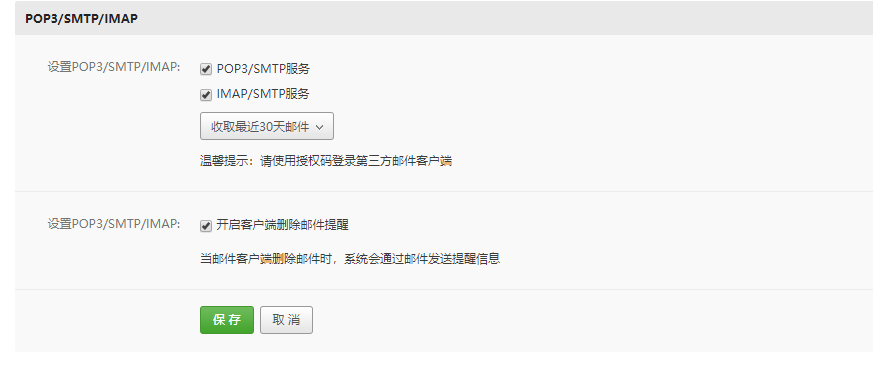 POP3/SMTP/IMAP
设置POP3/SMTP/IMAP: POP3/SMTP服务
IMAP/SMTP服务
收取最近30天邮件
温馨提示：请使用授权码登录第三方邮件客户端
设置POP3/SMTP/IMAP: 开启客户端删除邮件提醒
当邮件客户端删除邮件时，系统会通过邮件发送提醒信息
保 存 取 消